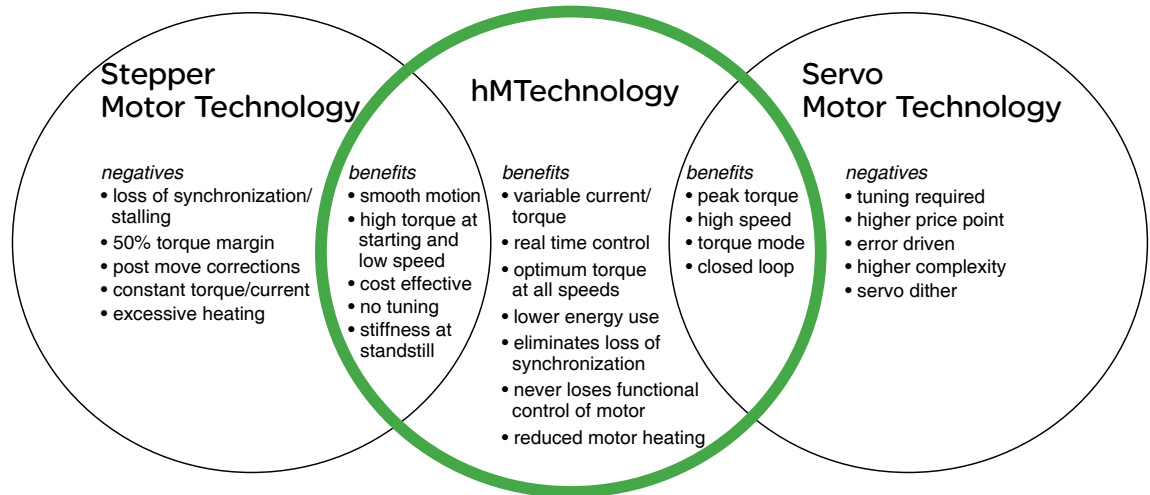 Stepper
Motor Technology
negatives
• loss of synchronization/
stalling
• 50% torque margin
• post move corrections
• constant torque/current
• excessive heating
benefits
• smooth motion
• high torque at
starting and
low speed
• cost effective
• no tuning
• stiffness at
standstill
hMTechnology
benefits
• variable current/
torque
• real time control
• optimum torque
at all speeds
• lower energy use
• eliminates loss of
synchronization
• never loses functional
control of motor
• reduced motor heating
benefits
• peak torque
• high speed
• torque mode
• closed loop
Servo
Motor Technology
negatives
• tuning required
• higher price point
• error driven
• higher complexity
• servo dither